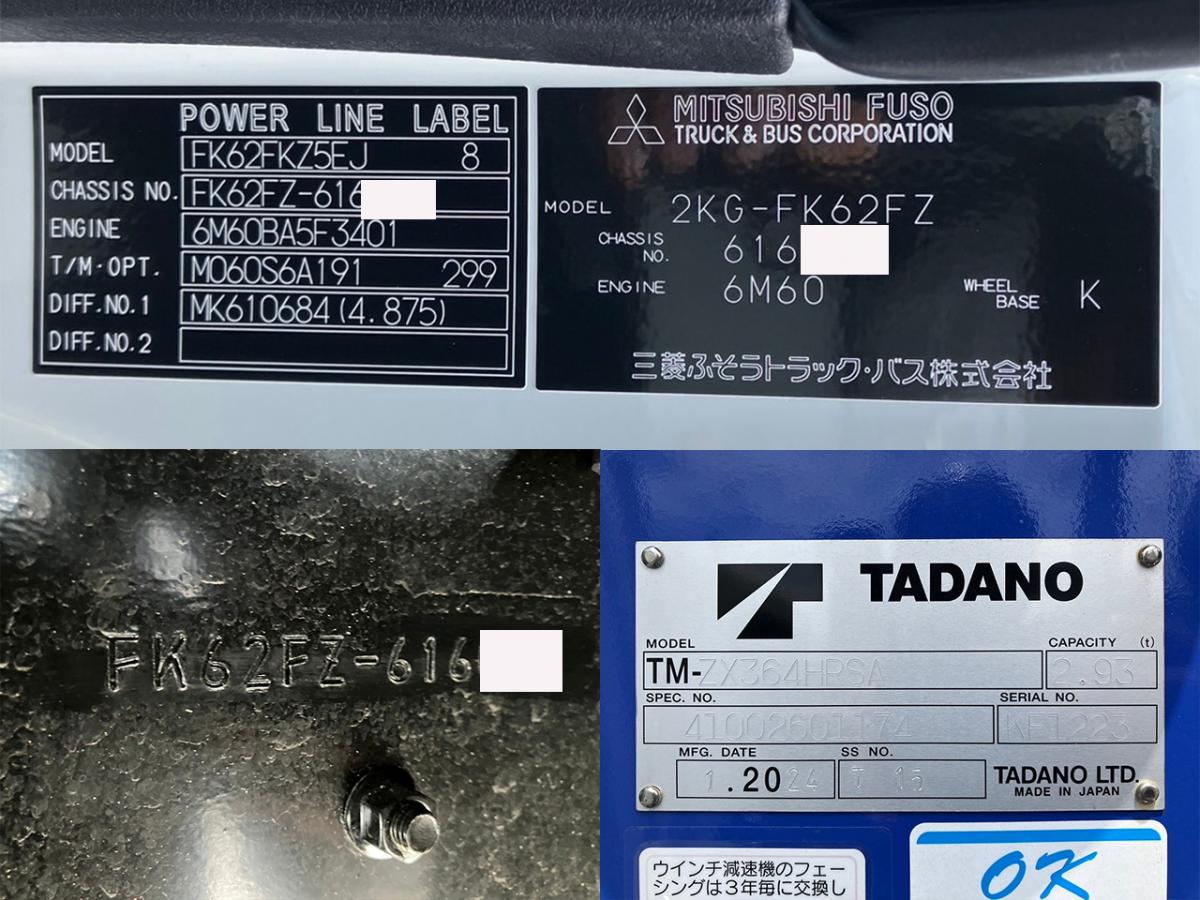 POWER LINE LABEL
MODEL FK62FKZ5EJ 8
CHASSIS NO. FK62FZ-616
ENGINE 6M60BA5F3401
T/M·OPT. M060S6A191 299
DIFF.NO.1 MK610684(4.875)
DIFF.NO.2
MITSUBISHI FUSO
TRUCK & BUS CORPORATION
MODEL 2KG-FK62FZ
CHASSIS NO. 616
ENGINE 6M60 WHEEL BASE K
三菱ふそうトラック・バス株式会社
FK62FZ-616
TADANO
MODEL CAPACITY (t)
TM-ZX364HRSA 2.93
SPEC. NO. SERIAL NO.
41002601174
MFG. DATE SS NO.
1.2024 T 15
TADANO LTD.
MADE IN JAPAN
ウインチ減速機のフェー
シングは3年毎に交換し
OK